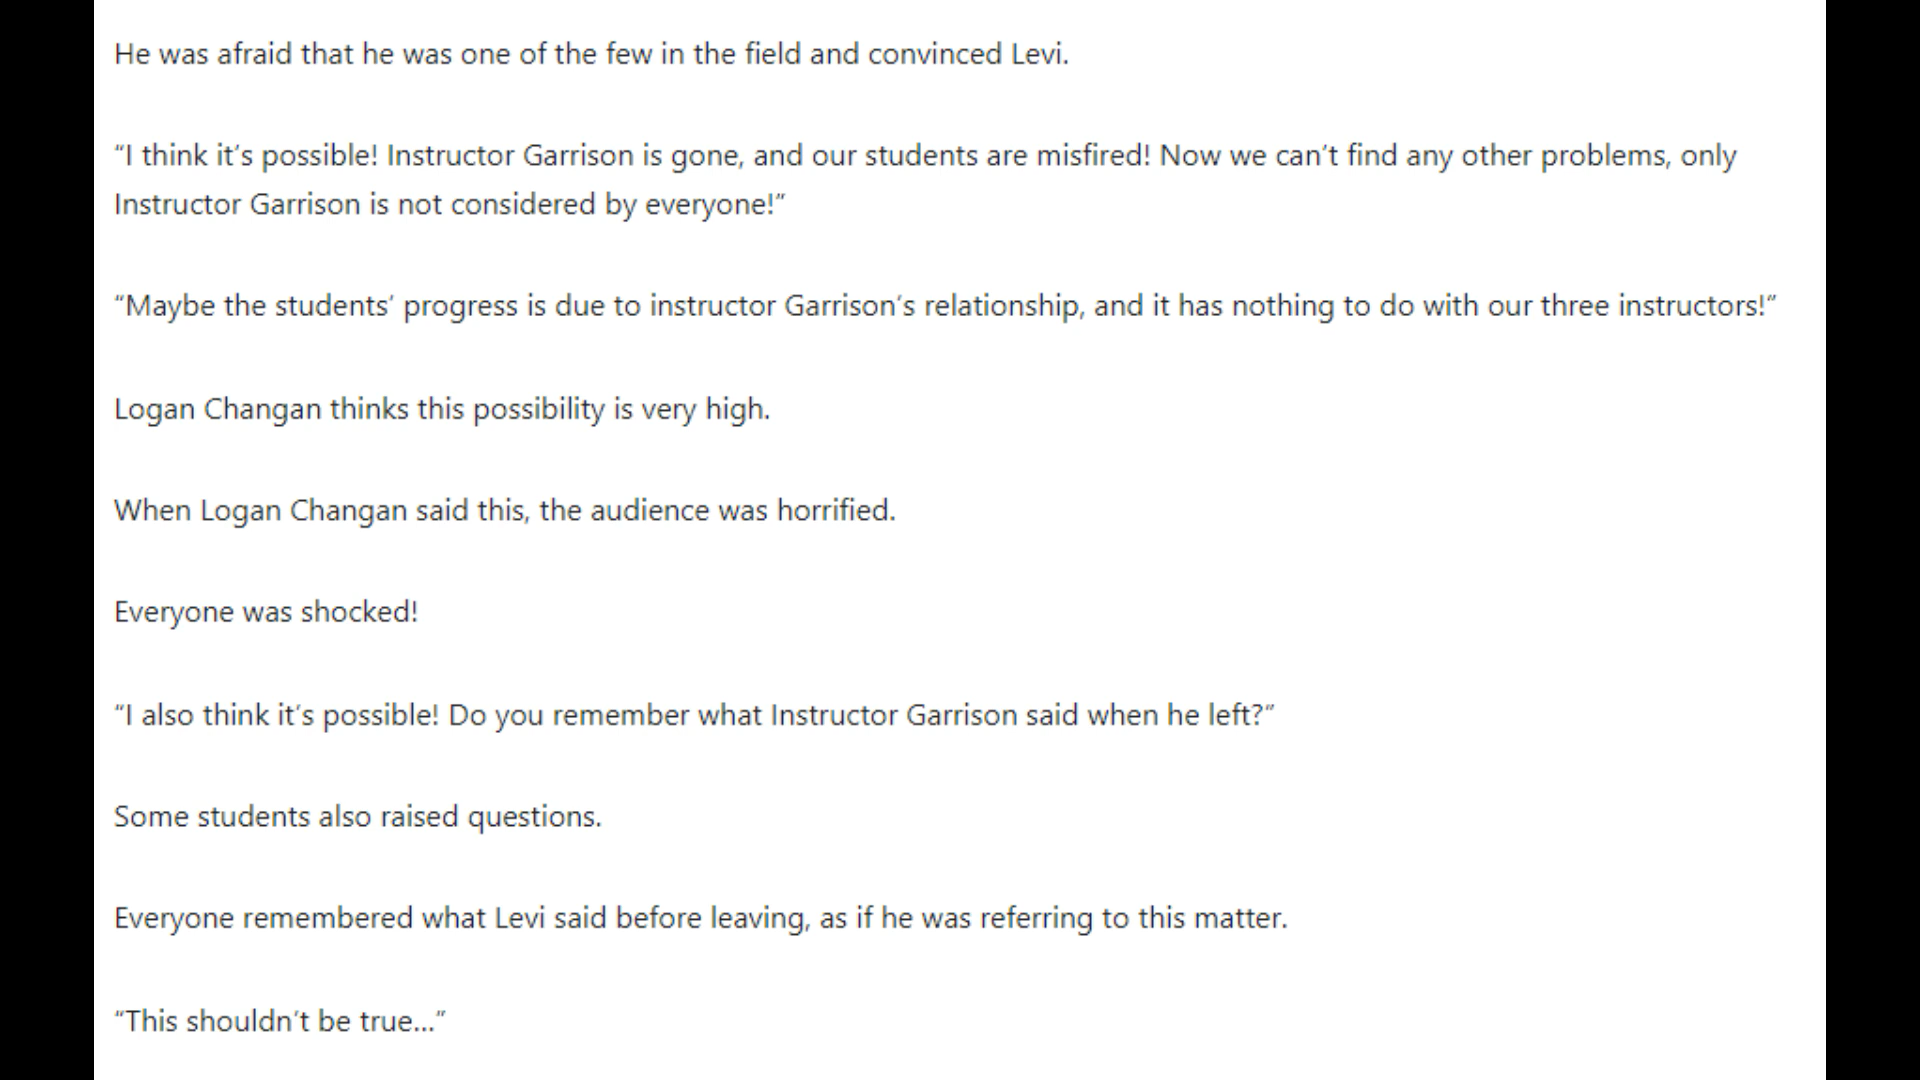 He was afraid that he was one of the few in the field and convinced Levi.
“I think it’s possible! Instructor Garrison is gone, and our students are misfired! Now we can’t find any other problems, only
Instructor Garrison is not considered by everyone!”
“Maybe the students’ progress is due to instructor Garrison’s relationship, and it has nothing to do with our three instructors!”
Logan Changan thinks this possibility is very high.
When Logan Changan said this, the audience was horrified.
Everyone was shocked!
“I also think it’s possible! Do you remember what Instructor Garrison said when he left?”
Some students also raised questions.
Everyone remembered what Levi said before leaving, as if he was referring to this matter.
“This shouldn’t be true…”